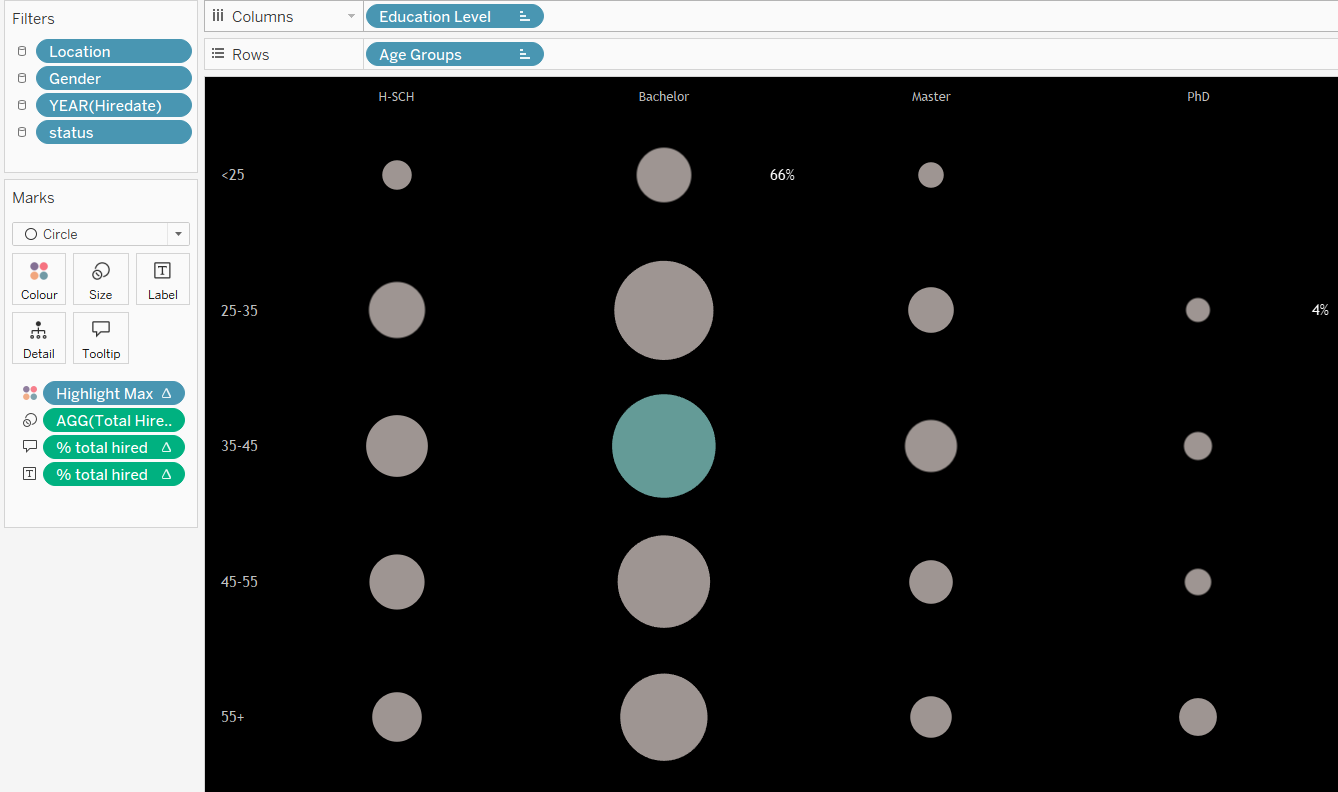 Filters
Location
Gender
YEAR(Hiredate)
status
Marks
Circle
Colour
Size
Label
Detail
Tooltip
Highlight Max
AGG(Total Hire..
% total hired
% total hired
Columns
Education Level
Rows
Age Groups
H-SCH Bachelor Master PhD
<25 66%
25-35 4%
35-45
45-55
55+